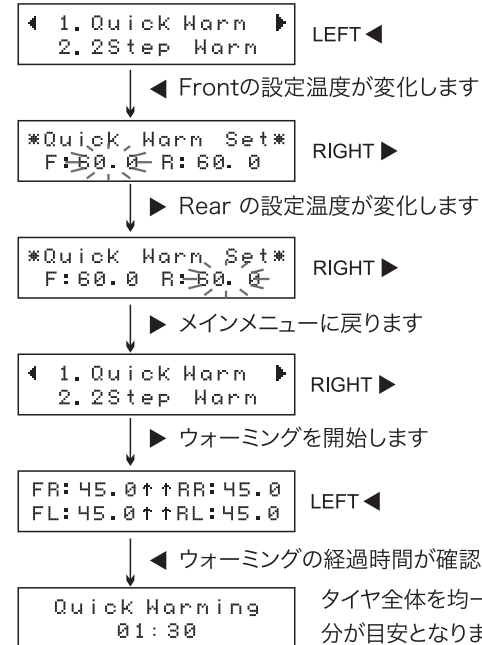 ◀ 1.Quick Warm ▶
2.2Step Warm
LEFT ◀
◀ Frontの設定温度が変化します
*Quick Warm Set*
F:60.0 R:60.0
RIGHT ▶
▶ Rear の設定温度が変化します
*Quick Warm Set*
F:60.0 R:60.0
RIGHT ▶
▶ メインメニューに戻ります
◀ 1.Quick Warm ▶
2.2Step Warm
RIGHT ▶
▶ ウォーミングを開始します
FR:45.0↑↑RR:45.0
FL:45.0↑↑RL:45.0
LEFT ◀
◀ ウォーミングの経過時間が確認
Quick Warming
01:30
タイヤ全体を均一
分が目安となりま